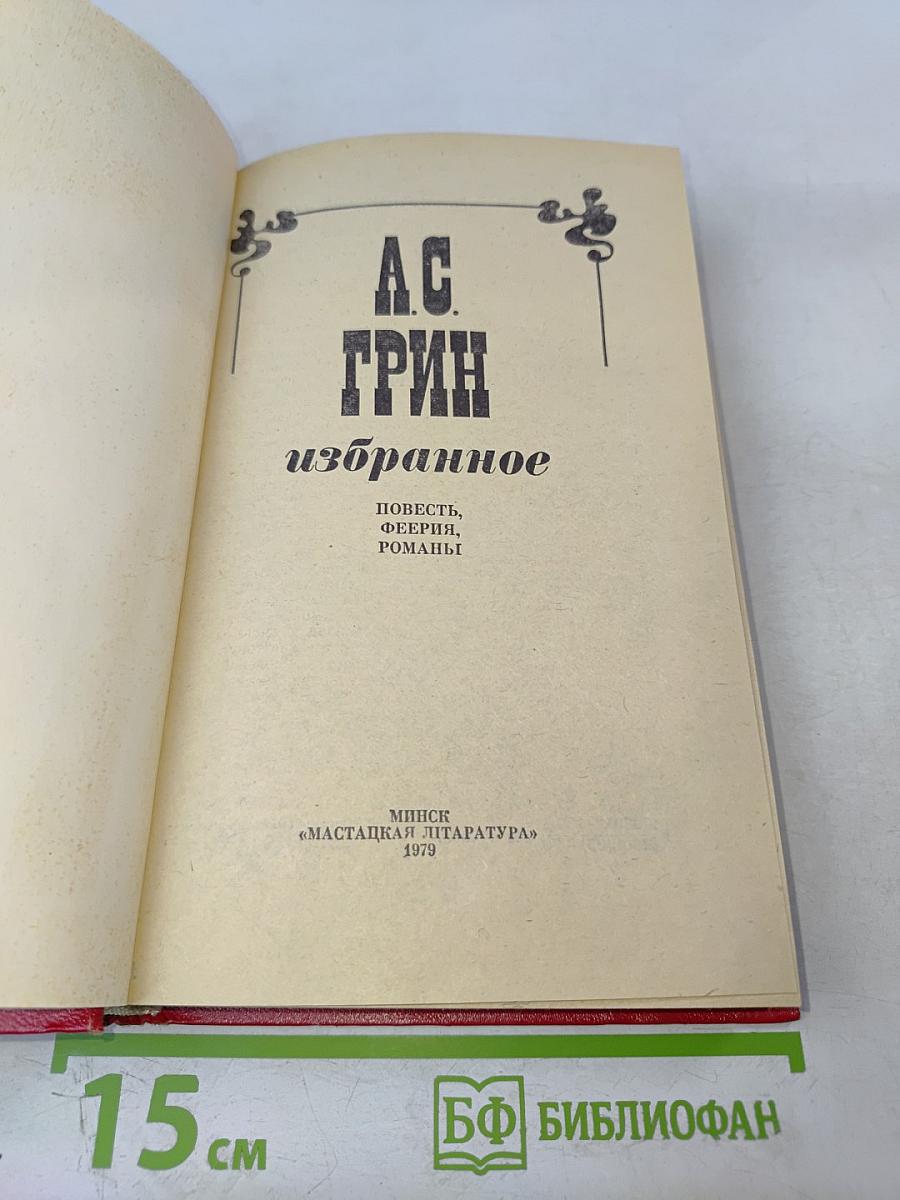 А.С.
ГРИН
избранное
ПОВЕСТЬ,
ФЕЕРИЯ,
РОМАНЫ
МИНСК
«МАСТАЦКАЯ ЛІТАРАТУРА»
1979
15 см
БФ БИБЛИОФАН